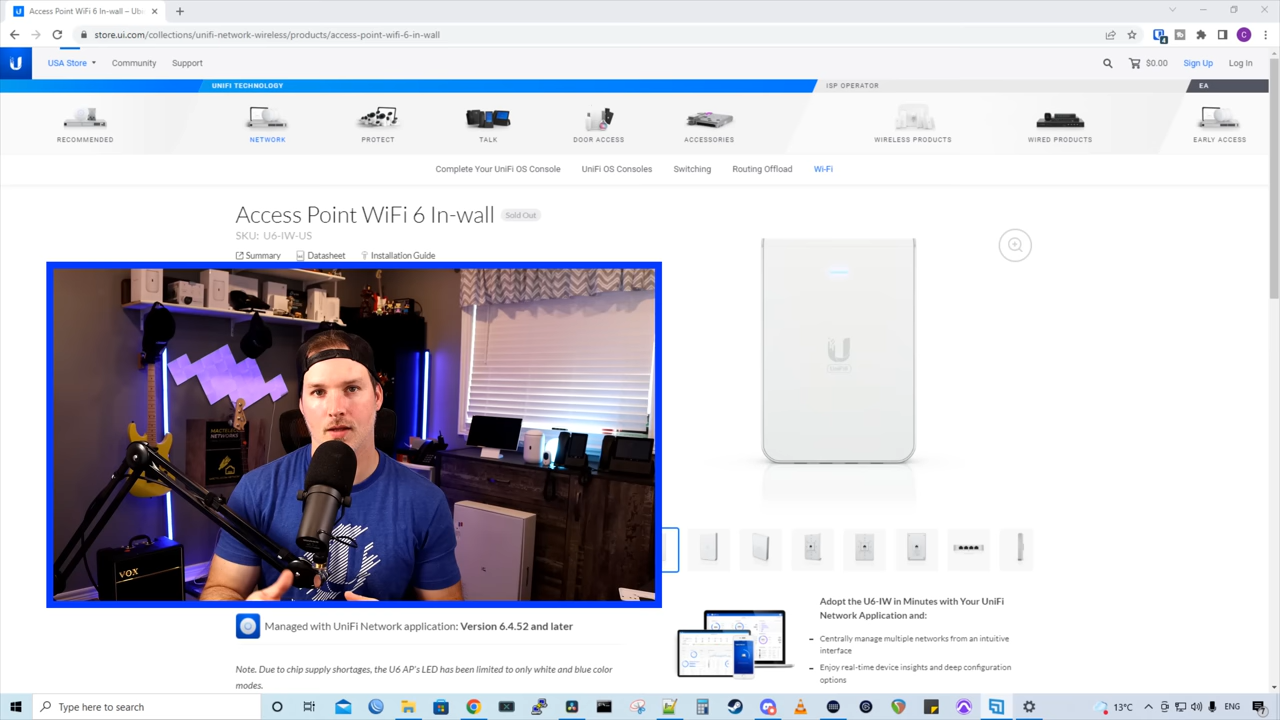 Access Point WiFi 6 In-wall – Ub
store.ui.com/collections/unifi-network-wireless/products/access-point-wifi-6-in-wall
USA Store
Community
Support
$0.00
Sign Up
Log In
UNIFI TECHNOLOGY
ISP OPERATOR
EA
RECOMMENDED
NETWORK
PROTECT
TALK
DOOR ACCESS
ACCESSORIES
WIRELESS PRODUCTS
WIRED PRODUCTS
EARLY ACCESS
Complete Your UniFi OS Console
UniFi OS Consoles
Switching
Routing Offload
Wi-Fi
Access Point WiFi 6 In-wall
Sold Out
SKU: U6-IW-US
Summary
Datasheet
Installation Guide
MACTELECOM
NETWORKS
VOX
Managed with UniFi Network application: Version 6.4.52 and later
Note. Due to chip supply shortages, the U6 AP's LED has been limited to only white and blue color
modes.
Adopt the U6-IW in Minutes with Your UniFi
Network Application and:
Centrally manage multiple networks from an intuitive
interface
Enjoy real-time device insights and deep configuration
options
Type here to search
13°C
ENG